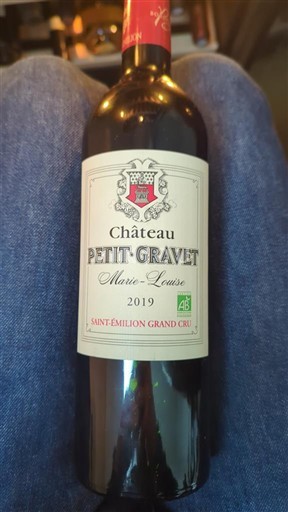 Château
PETIT-GRAVET
Marie-Louise
2019
AB
SAINT-ÉMILION GRAND CRU